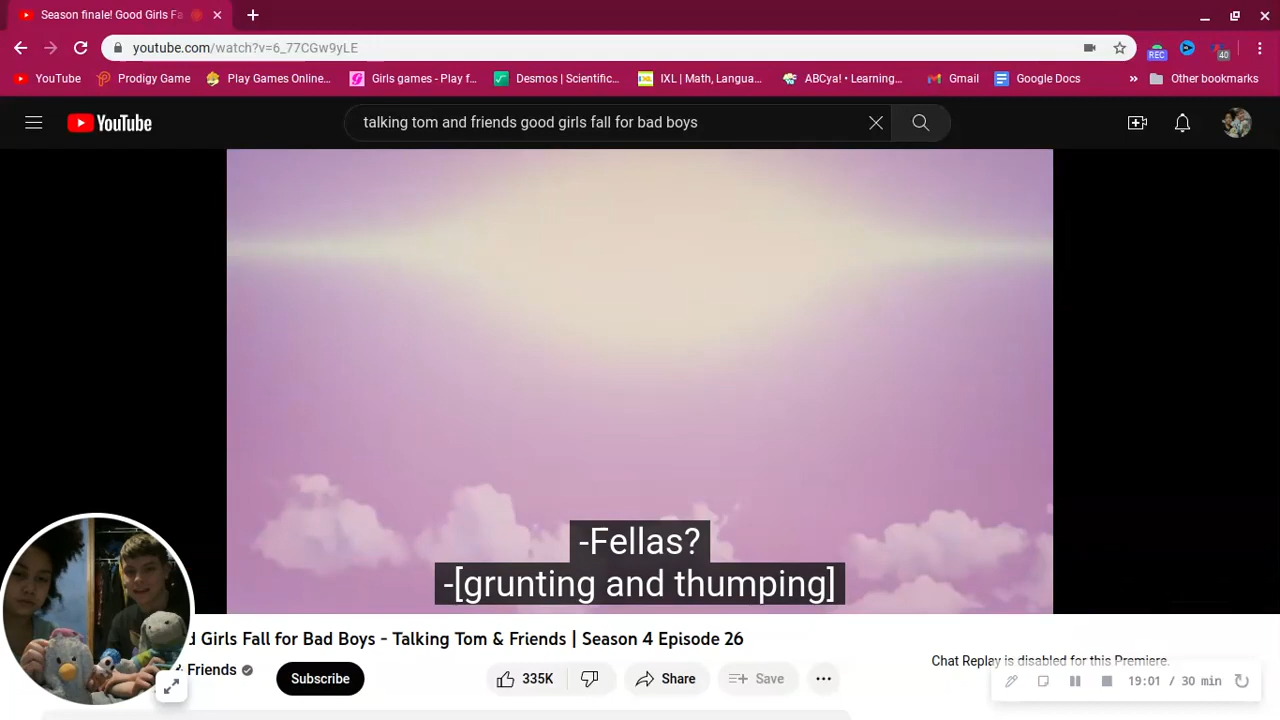 Season finale! Good Girls Fa
youtube.com/watch?v=6_77CGw9yLE
REC
40
YouTube
Prodigy Game
Play Games Online...
Girls games - Play f...
Desmos | Scientific...
IXL | Math, Langua...
ABCya! • Learning...
Gmail
Google Docs
»
Other bookmarks
YouTube
talking tom and friends good girls fall for bad boys
-Fellas?
-[grunting and thumping]
d Girls Fall for Bad Boys - Talking Tom & Friends | Season 4 Episode 26
& Friends
Subscribe
335K
Share
Save
Chat Replay is disabled for this Premiere.
19:01 / 30 min